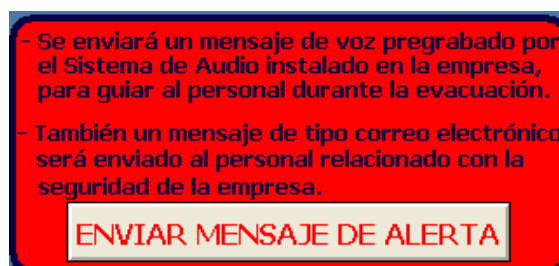 - Se enviará un mensaje de voz pregrabado por
el Sistema de Audio instalado en la empresa,
para guiar al personal durante la evacuación.
- También un mensaje de tipo correo electrónico
será enviado al personal relacionado con la
seguridad de la empresa.
ENVIAR MENSAJE DE ALERTA